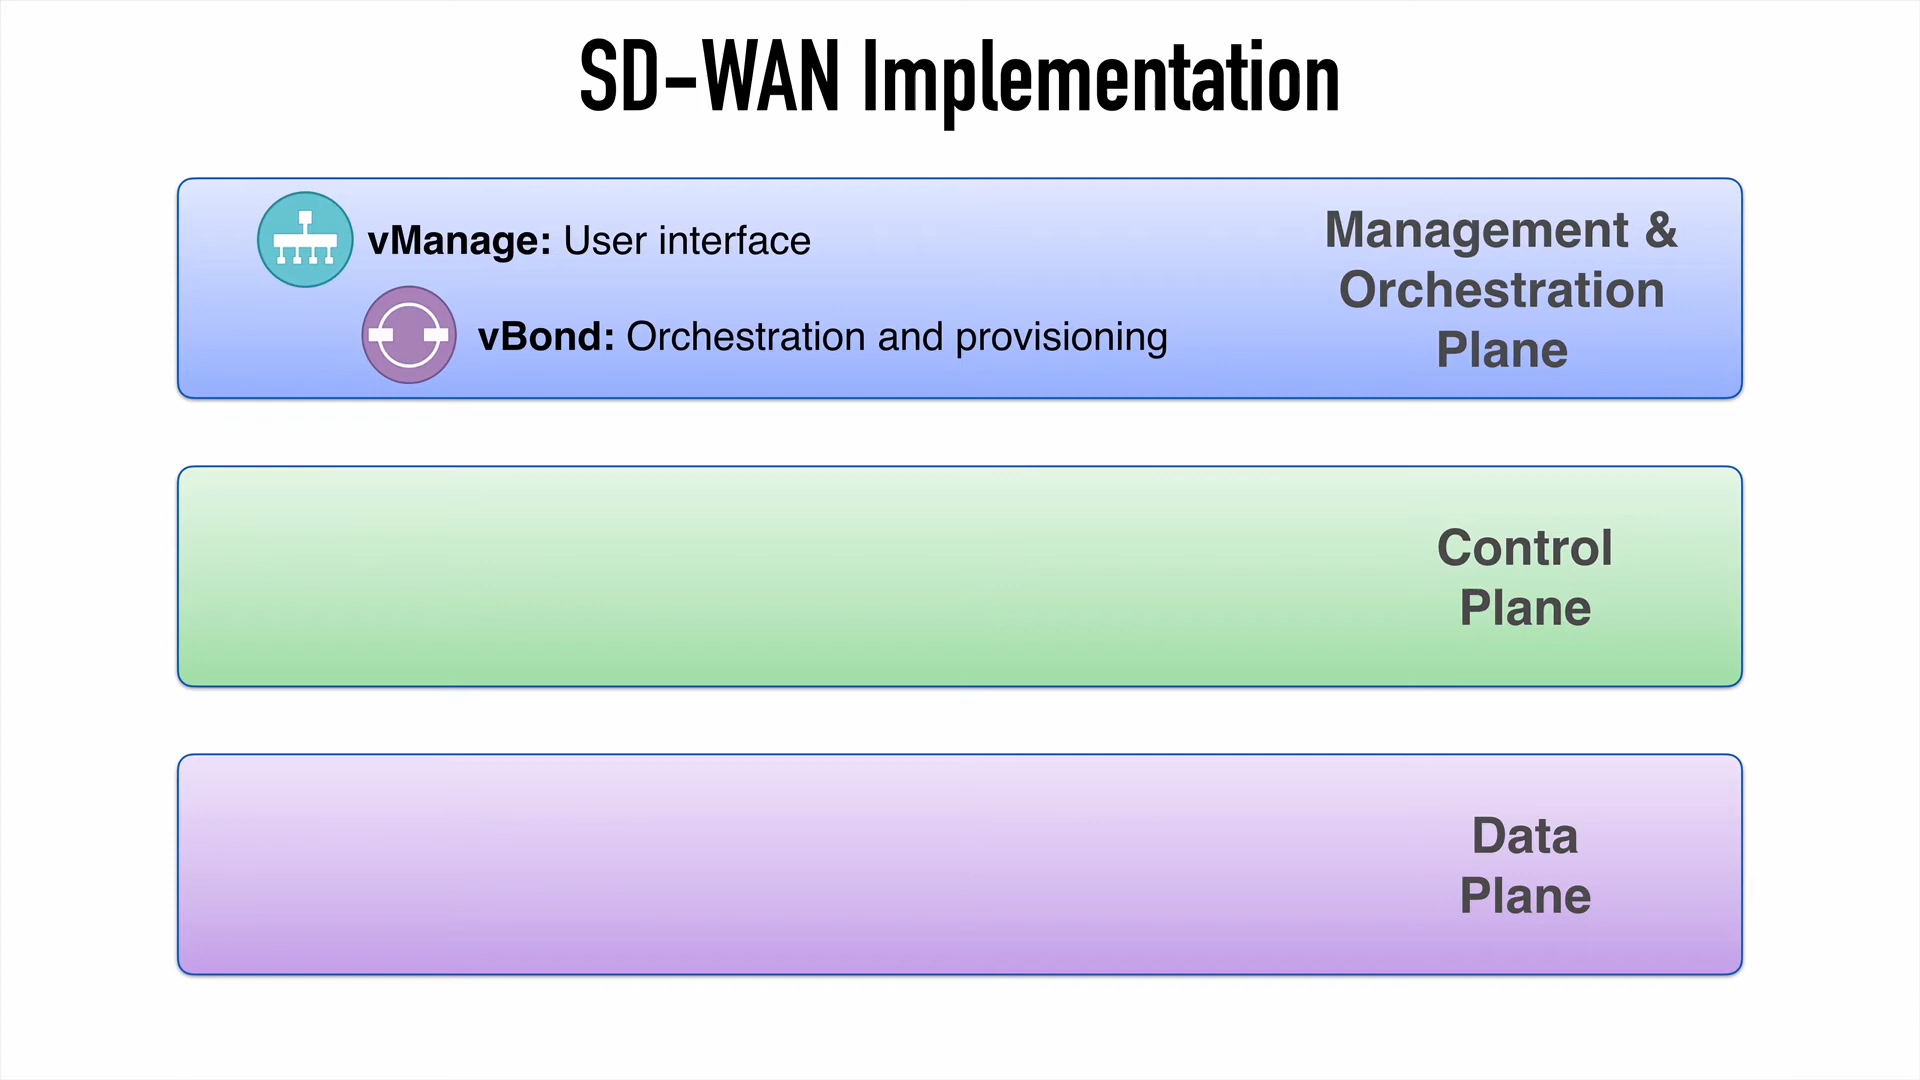 SD-WAN Implementation
vManage: User interface
vBond: Orchestration and provisioning
Management &
Orchestration
Plane
Control
Plane
Data
Plane